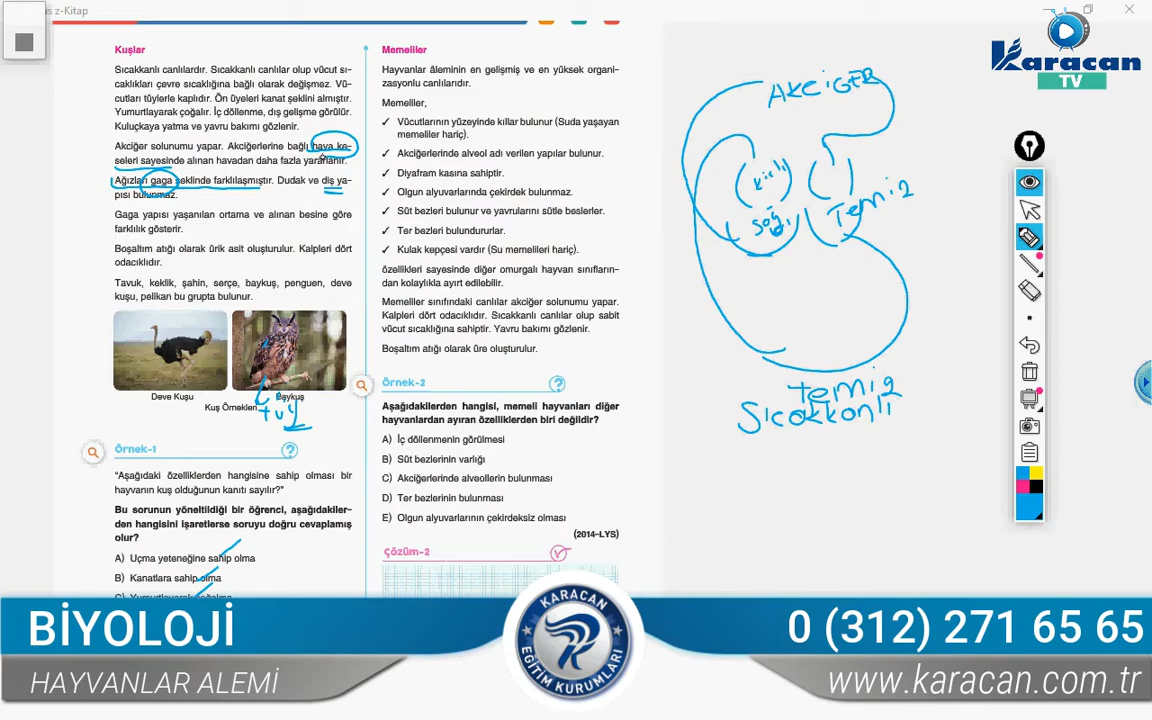 us z-Kitap
Kuşlar
Sıcakkanlı canlılardır. Sıcakkanlı canlılar olup vücut sı-
caklıkları çevre sıcaklığına bağlı olarak değişmez. Vü-
cutları tüylerle kaplıdır. Ön üyeleri kanat şeklini almıştır.
Yumurtlayarak çoğalır. İç döllenme, dış gelişme görülür.
Kuluçkaya yatma ve yavru bakımı gözlenir.
Akciğer solunumu yapar. Akciğerlerine bağlı hava ke-
seleri sayesinde alınan havadan daha fazla yararlanır.
Ağızları gaga şeklinde farklılaşmıştır. Dudak ve diş ya-
pısı bulunmaz.
Gaga yapısı yaşanılan ortama ve alınan besine göre
farklılık gösterir.
Boşaltım atığı olarak ürik asit oluşturulur. Kalpleri dört
odacıklıdır.
Tavuk, keklik, şahin, serçe, baykuş, penguen, deve
kuşu, pelikan bu grupta bulunur.
Deve Kuşu
Baykuş
Kuş Örnekleri
tüy
Örnek-1
"Aşağıdaki özelliklerden hangisine sahip olması bir
hayvanın kuş olduğunun kanıtı sayılır?"
Bu sorunun yöneltildiği bir öğrenci, aşağıdakiler-
den hangisini işaretlerse soruyu doğru cevaplamış
olur?
A) Uçma yeteneğine sahip olma
B) Kanatlara sahip olma
C) Yumurtlayarak çoğalma
Memeliler
Hayvanlar âleminin en gelişmiş ve en yüksek organi-
zasyonlu canlılarıdır.
Memeliler,
✓ Vücutlarının yüzeyinde kıllar bulunur (Suda yaşayan
memeliler hariç).
✓ Akciğerlerinde alveol adı verilen yapılar bulunur.
✓ Diyafram kasına sahiptir.
✓ Olgun alyuvarlarında çekirdek bulunmaz.
✓ Süt bezleri bulunur ve yavrularını sütle beslerler.
✓ Ter bezleri bulundururlar.
✓ Kulak kepçesi vardır (Su memelileri hariç).
özellikleri sayesinde diğer omurgalı hayvan sınıfların-
dan kolaylıkla ayırt edilebilir.
Memeliler sınıfındaki canlılar akciğer solunumu yapar.
Kalpleri dört odacıklıdır. Sıcakkanlı canlılar olup sabit
vücut sıcaklığına sahiptir. Yavru bakımı gözlenir.
Boşaltım atığı olarak üre oluşturulur.
Örnek-2
Aşağıdakilerden hangisi, memeli hayvanları diğer
hayvanlardan ayıran özelliklerden biri değildir?
A) İç döllenmenin görülmesi
B) Süt bezlerinin varlığı
C) Akciğerlerinde alveollerin bulunması
D) Ter bezlerinin bulunması
E) Olgun alyuvarlarının çekirdeksiz olması
(2014-LYS)
Çözüm-2
AKCiĞER
kirli
Temiz
Sağ
temiz
Sıcakkanlı
Karacan
TV
BİYOLOJİ
HAYVANLAR ALEMİ
KARACAN
EĞİTİM KURUMLARI
0 (312) 271 65 65
www.karacan.com.tr